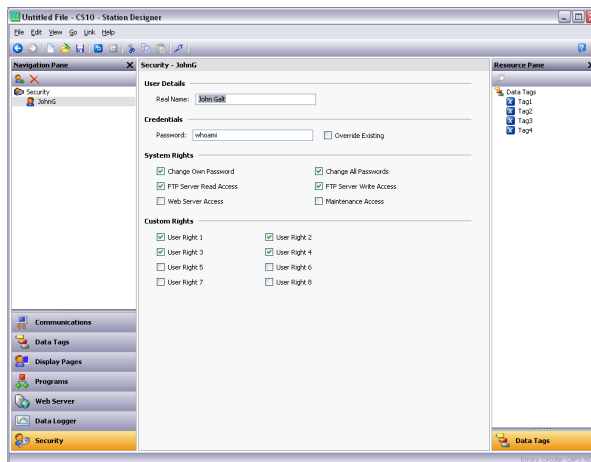 Untitled File - CS10 - Station Designer
File Edit View Go Link Help
Navigation Pane
Security
JohnG
Communications
Data Tags
Display Pages
Programs
Web Server
Data Logger
Security
Security - JohnG
User Details
Real Name: John Galt
Credentials
Password: whoami Override Existing
System Rights
Change Own Password Change All Passwords
FTP Server Read Access FTP Server Write Access
Web Server Access Maintenance Access
Custom Rights
User Right 1 User Right 2
User Right 3 User Right 4
User Right 5 User Right 6
User Right 7 User Right 8
Resource Pane
Data Tags
Tag1
Tag2
Tag3
Tag4
Data Tags